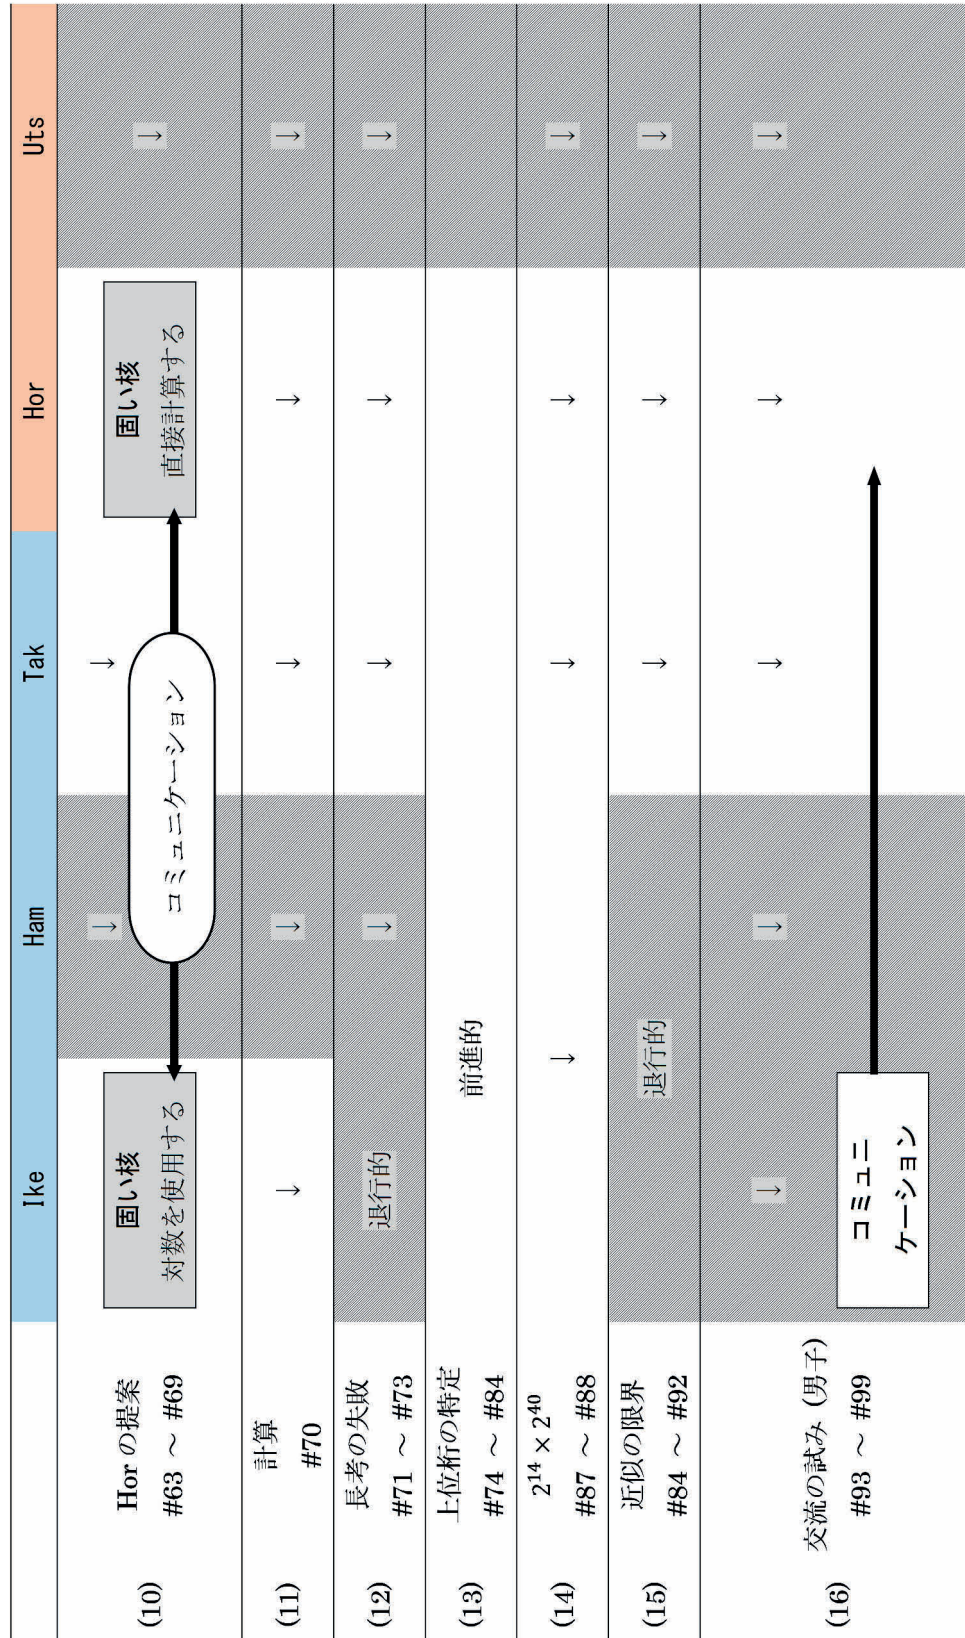 Ike Ham Tak Hor Uts
(10) Hor の提案
#63 ～ #69
固い核
対数を使用する
↓
コミュニケーション
↓
固い核
直接計算する
↓
(11) 計算
#70
↓ ↓ ↓ ↓ ↓
(12) 長考の失敗
#71 ～ #73
退行的 ↓ ↓ ↓ ↓
(13) 上位桁の特定
#74 ～ #84
前進的
(14) 2¹⁴ × 2⁴⁰
#87 ～ #88
↓ ↓ ↓ ↓
(15) 近似の限界
#84 ～ #92
退行的 ↓ ↓ ↓
(16) 交流の試み (男子)
#93 ～ #99
↓ ↓ ↓ ↓ ↓
コミュニ
ケーション